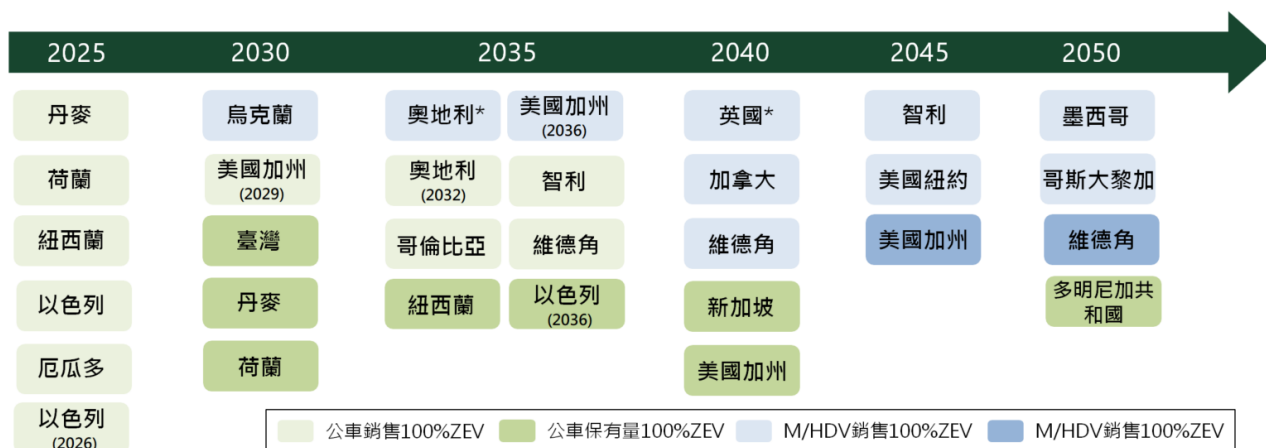 2025 2030 2035 2040 2045 2050
丹麥
荷蘭
紐西蘭
以色列
厄瓜多
以色列
(2026)
烏克蘭
美國加州
(2029)
臺灣
丹麥
荷蘭
奧地利*
奧地利
(2032)
哥倫比亞
紐西蘭
美國加州
(2036)
智利
維德角
以色列
(2036)
英國*
加拿大
維德角
新加坡
美國加州
智利
美國紐約
美國加州
墨西哥
哥斯大黎加
維德角
多明尼加共
和國
公車銷售100%ZEV 公車保有量100%ZEV M/HDV銷售100%ZEV M/HDV保有量100%ZEV